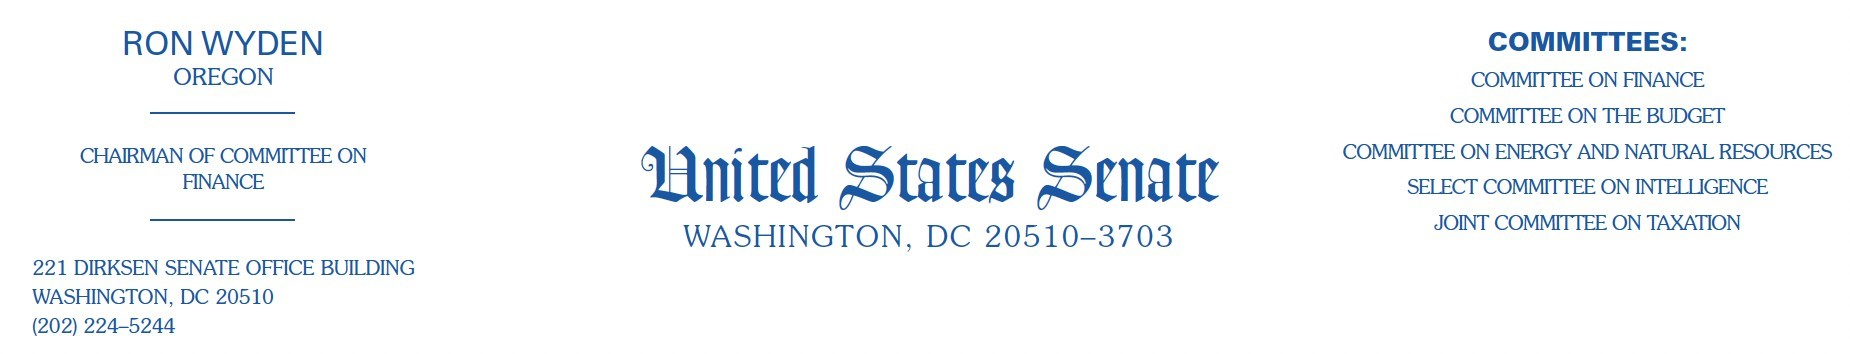 RON WYDEN
OREGON
CHAIRMAN OF COMMITTEE ON
FINANCE
221 DIRKSEN SENATE OFFICE BUILDING
WASHINGTON, DC 20510
(202) 224–5244
United States Senate
WASHINGTON, DC 20510–3703
COMMITTEES:
COMMITTEE ON FINANCE
COMMITTEE ON THE BUDGET
COMMITTEE ON ENERGY AND NATURAL RESOURCES
SELECT COMMITTEE ON INTELLIGENCE
JOINT COMMITTEE ON TAXATION